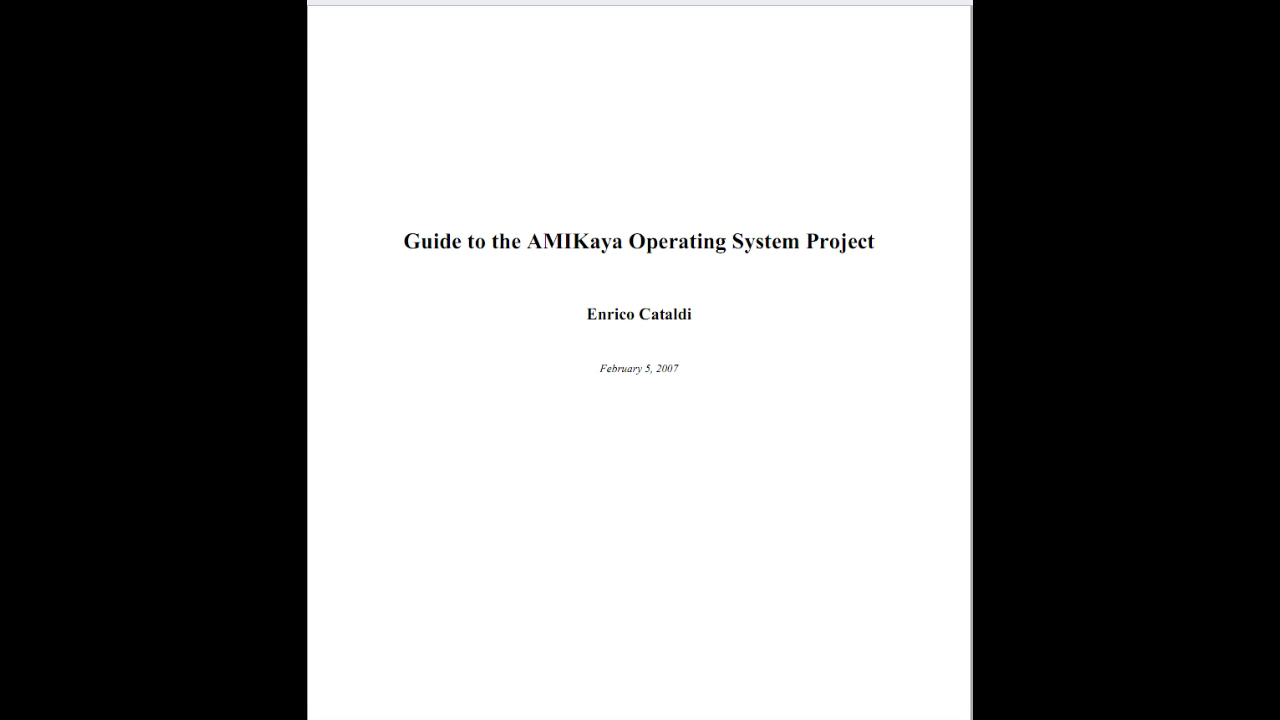 Guide to the AMIKaya Operating System Project
Enrico Cataldi
February 5, 2007